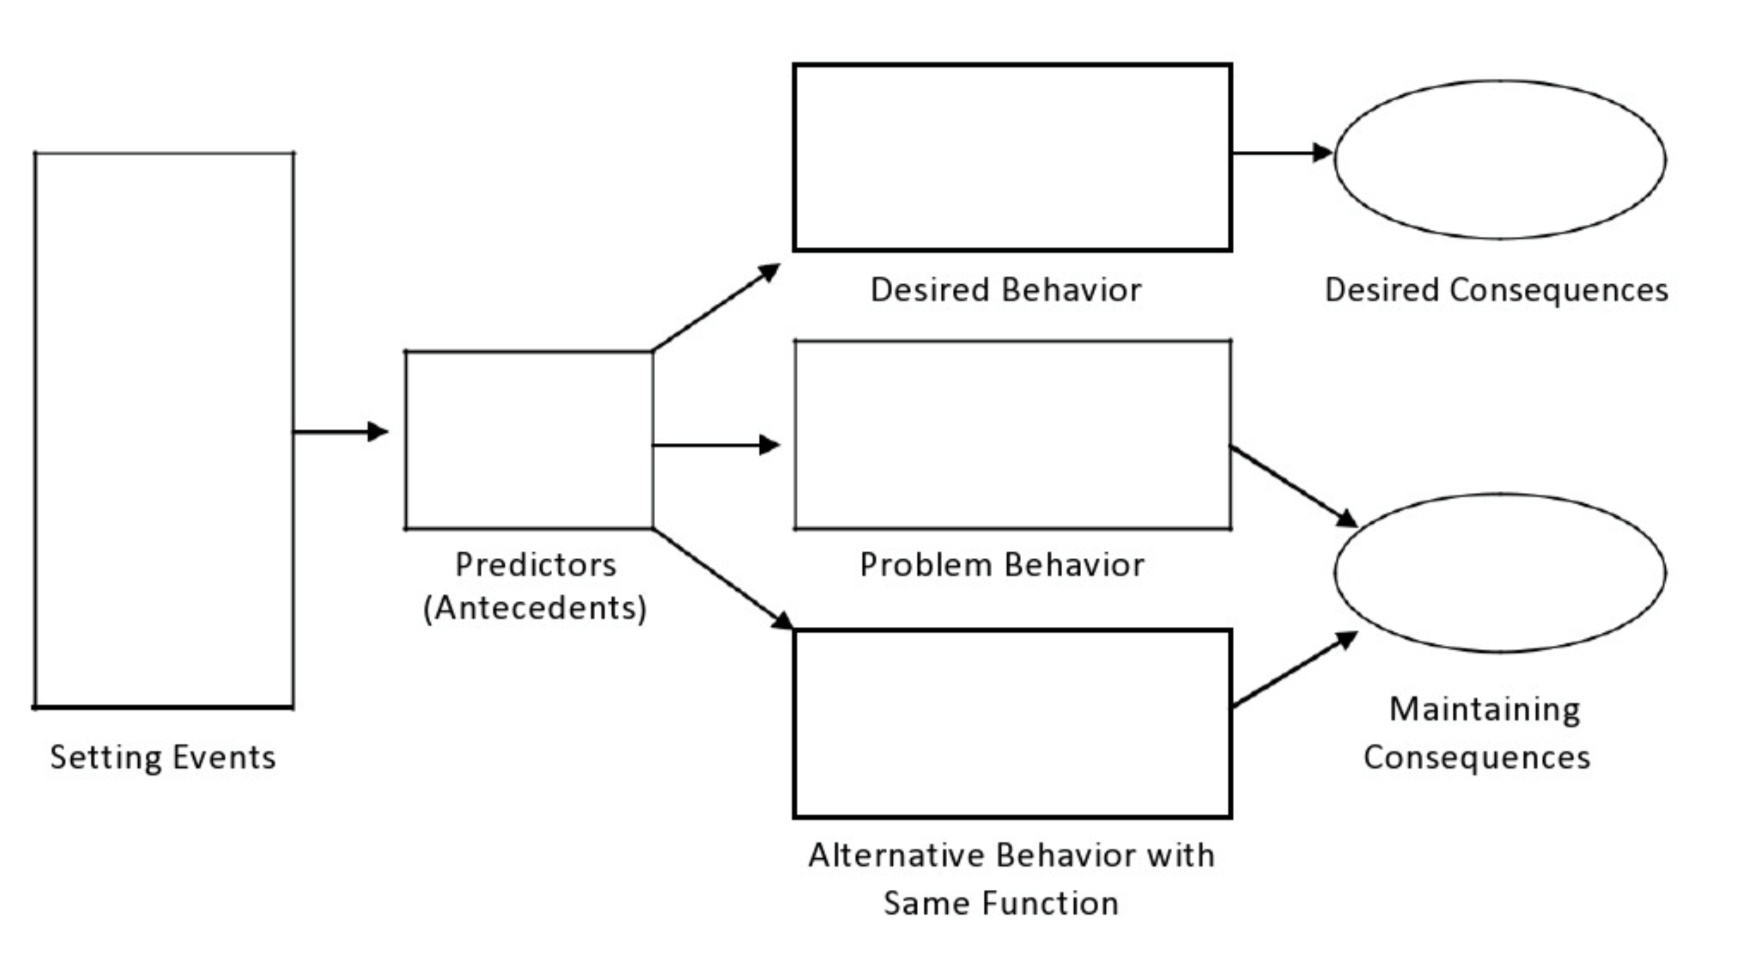 Desired Behavior
Desired Consequences
Predictors
(Antecedents)
Problem Behavior
Setting Events
Maintaining
Consequences
Alternative Behavior with
Same Function